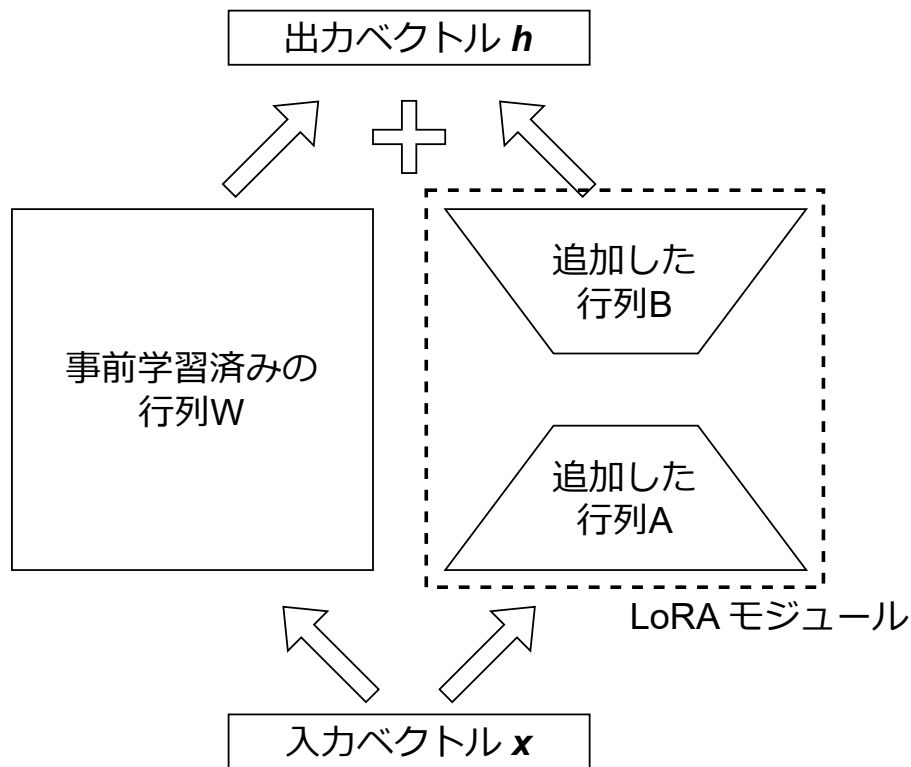 出力ベクトル h
事前学習済みの
行列W
追加した
行列B
追加した
行列A
LoRA モジュール
入力ベクトル x